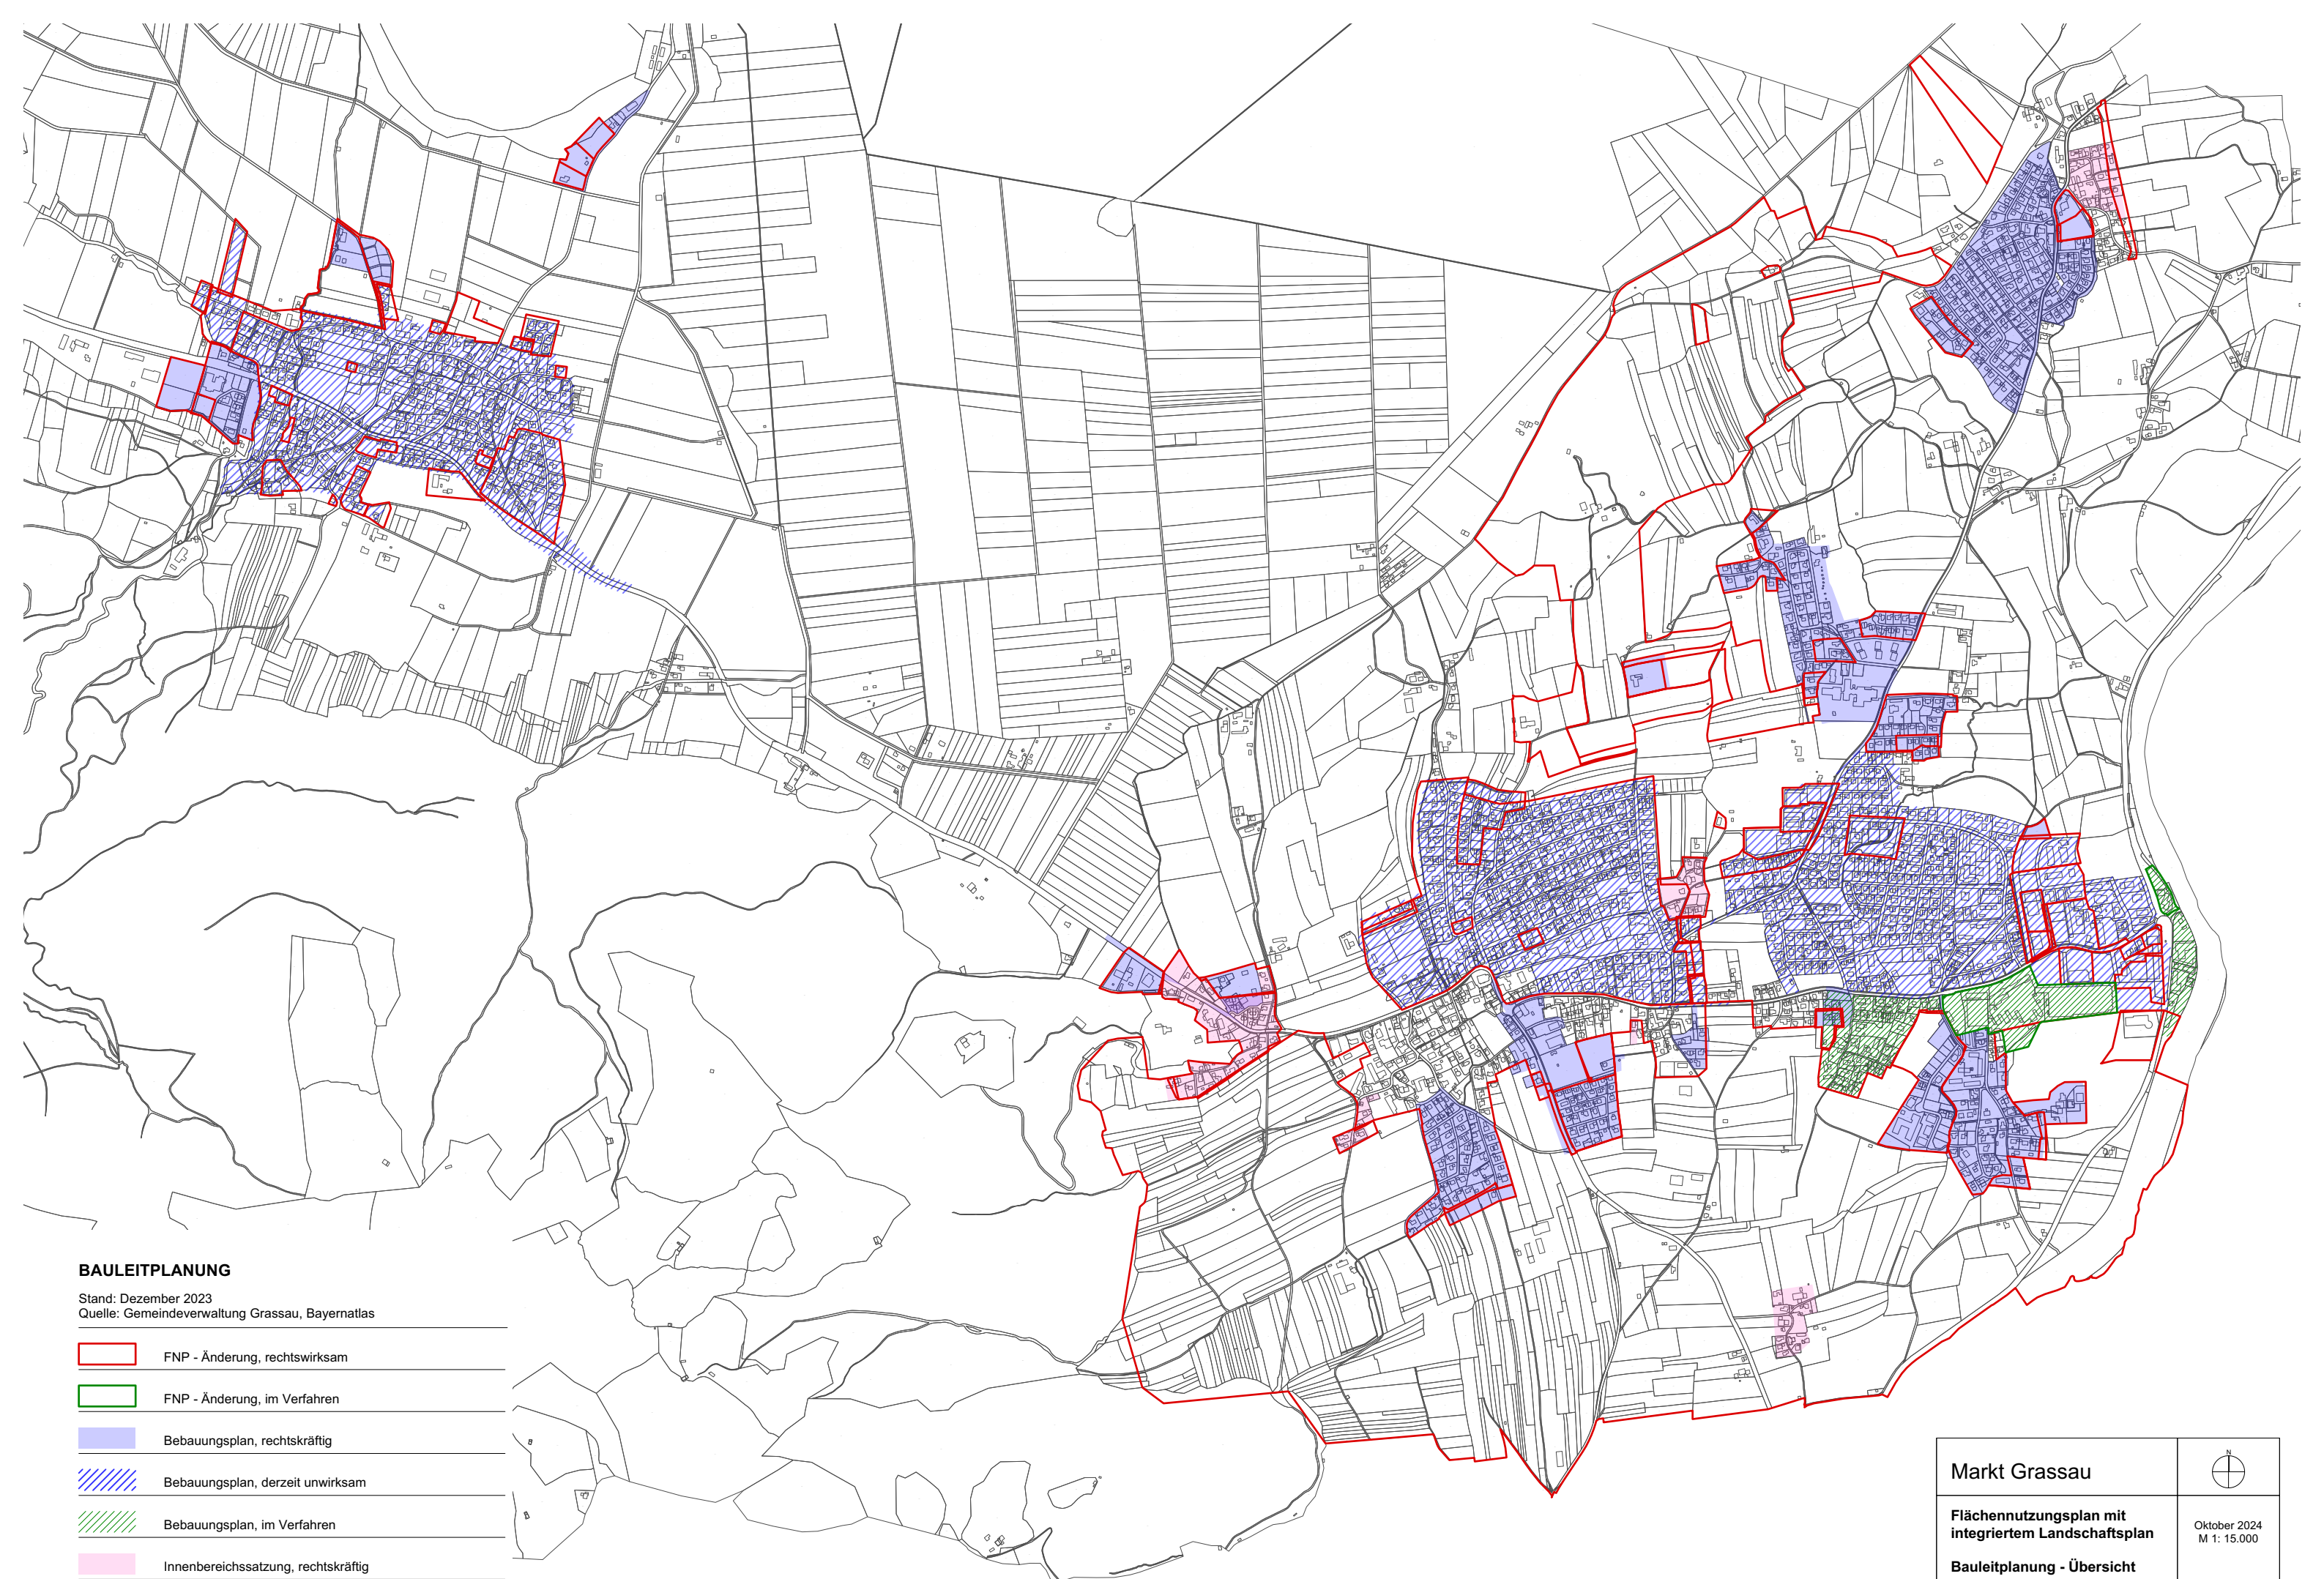 BAULEITPLANUNG
Stand: Dezember 2023
Quelle: Gemeindeverwaltung Grassau, Bayernatlas
FNP - Änderung, rechtswirksam
FNP - Änderung, im Verfahren
Bebauungsplan, rechtskräftig
Bebauungsplan, derzeit unwirksam
Bebauungsplan, im Verfahren
Innenbereichssatzung, rechtskräftig
Markt Grassau
N
Flächennutzungsplan mit
integriertem Landschaftsplan
Oktober 2024
M 1: 15.000
Bauleitplanung - Übersicht